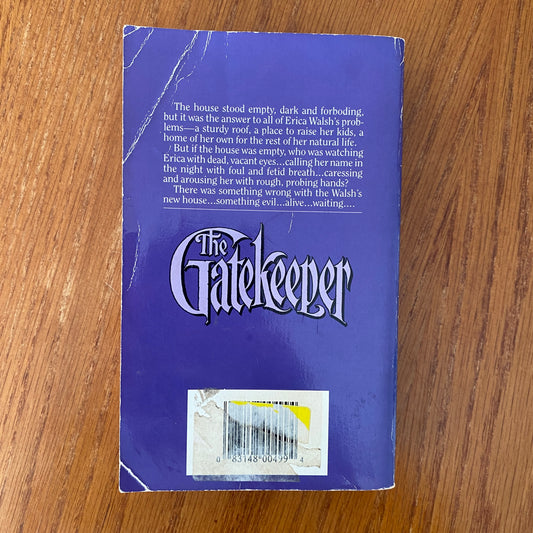 The house stood empty, dark and forboding,
but it was the answer to all of Erica Walsh's prob-
lems—a sturdy roof, a place to raise her kids, a
home of her own for the rest of her natural life.
But if the house was empty, who was watching
Erica with dead, vacant eyes...calling her name in
the night with foul and fetid breath...caressing
and arousing her with rough, probing hands?
There was something wrong with the Walsh's
new house...something evil...alive...waiting....
The
Gatekeeper
0 83148 00499 4